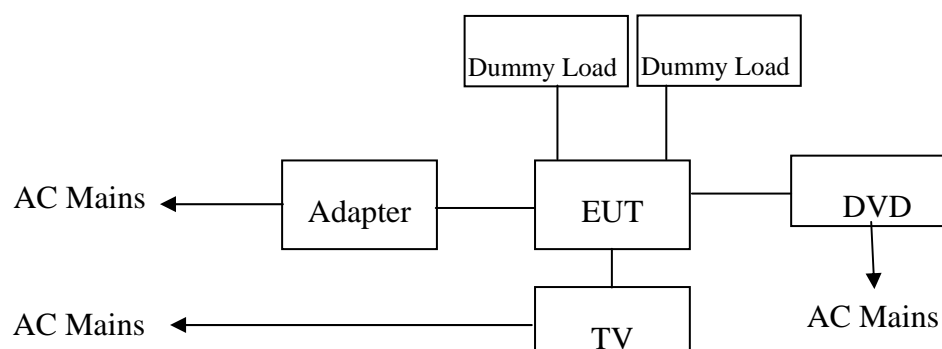 Dummy Load
Dummy Load
AC Mains
Adapter
EUT
DVD
AC Mains
TV
AC Mains